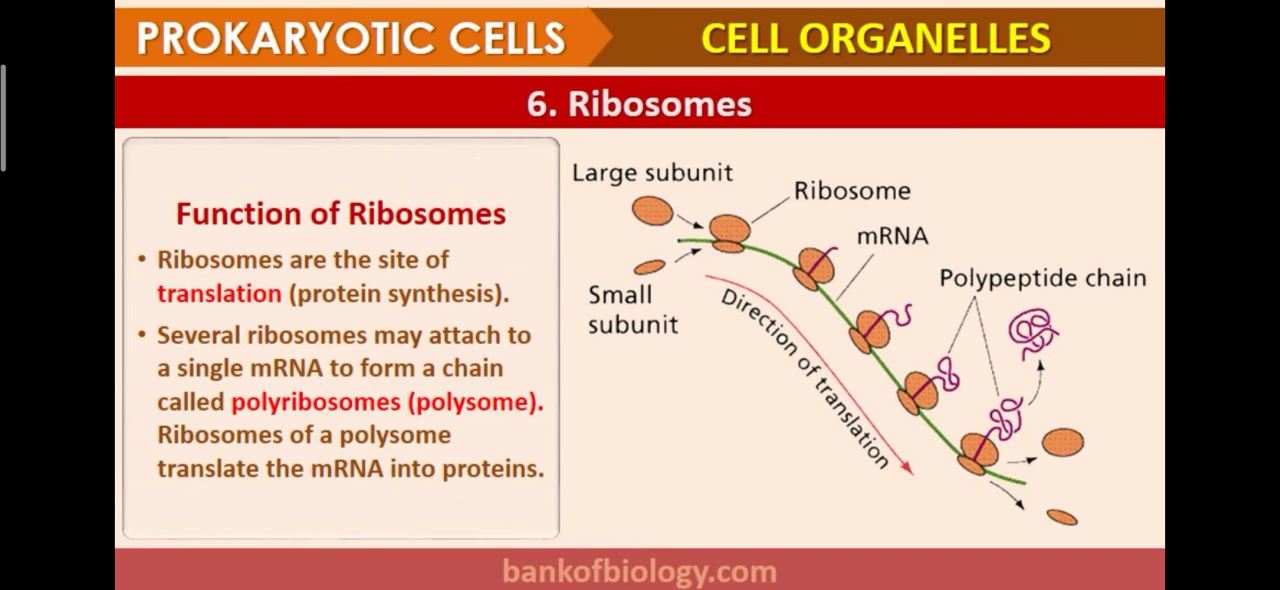 PROKARYOTIC CELLS
CELL ORGANELLES
6. Ribosomes
Function of Ribosomes
• Ribosomes are the site of
translation (protein synthesis).
• Several ribosomes may attach to
a single mRNA to form a chain
called polyribosomes (polysome).
Ribosomes of a polysome
translate the mRNA into proteins.
Large subunit
Ribosome
mRNA
Polypeptide chain
Small
subunit
Direction of translation
bankofbiology.com